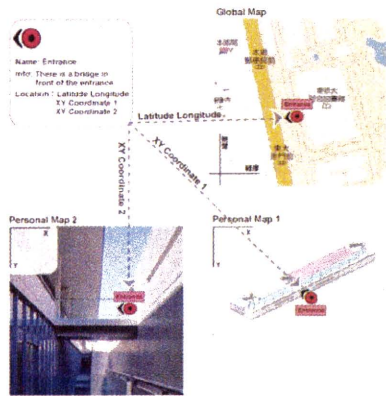 Global Map
Name: Entrance
Info: There is a bridge in
front of the entrance
Location : Latitude Longitude
XY Coordinate 1
XY Coordinate 2
Entrance
Latitude Longitude
XY Coordinate 1
XY Coordinate 2
Personal Map 2
X
Y
Entrance
Personal Map 1
X
Y
Entrance